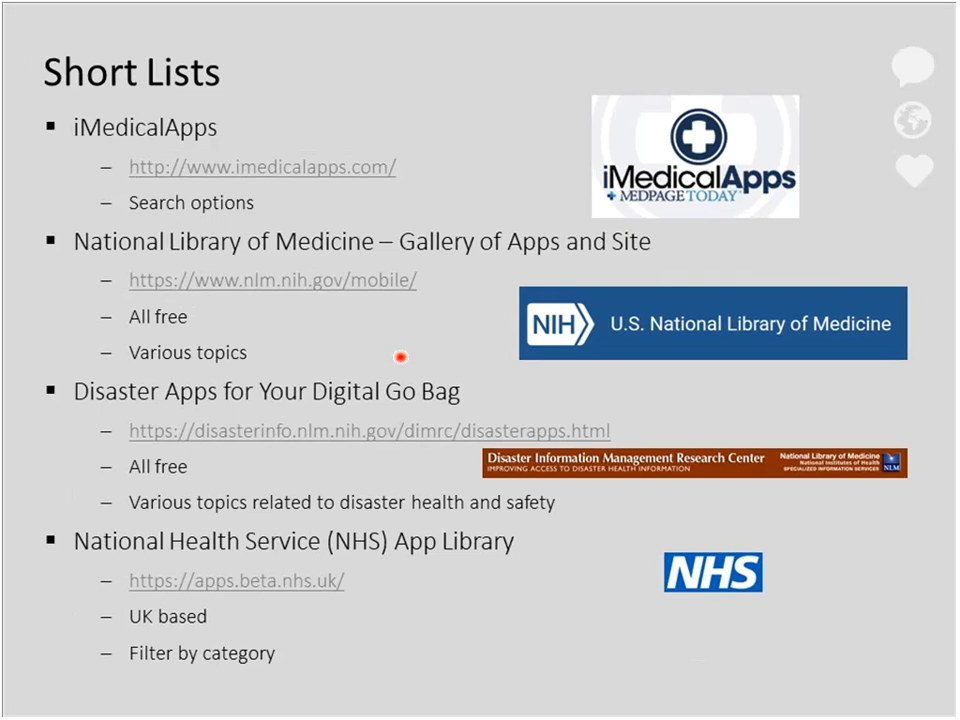 Short Lists
▪ iMedicalApps
– http://www.imedicalapps.com/
– Search options
iMedicalApps
+ MEDPAGE TODAY
▪ National Library of Medicine – Gallery of Apps and Site
– https://www.nlm.nih.gov/mobile/
– All free
– Various topics
NIH U.S. National Library of Medicine
▪ Disaster Apps for Your Digital Go Bag
– https://disasterinfo.nlm.nih.gov/dimrc/disasterapps.html
– All free
– Various topics related to disaster health and safety
Disaster Information Management Research Center
IMPROVING ACCESS TO DISASTER HEALTH INFORMATION
National Library of Medicine
National Institutes of Health
SPECIALIZED INFORMATION SERVICES
NLM
▪ National Health Service (NHS) App Library
– https://apps.beta.nhs.uk/
– UK based
– Filter by category
NHS